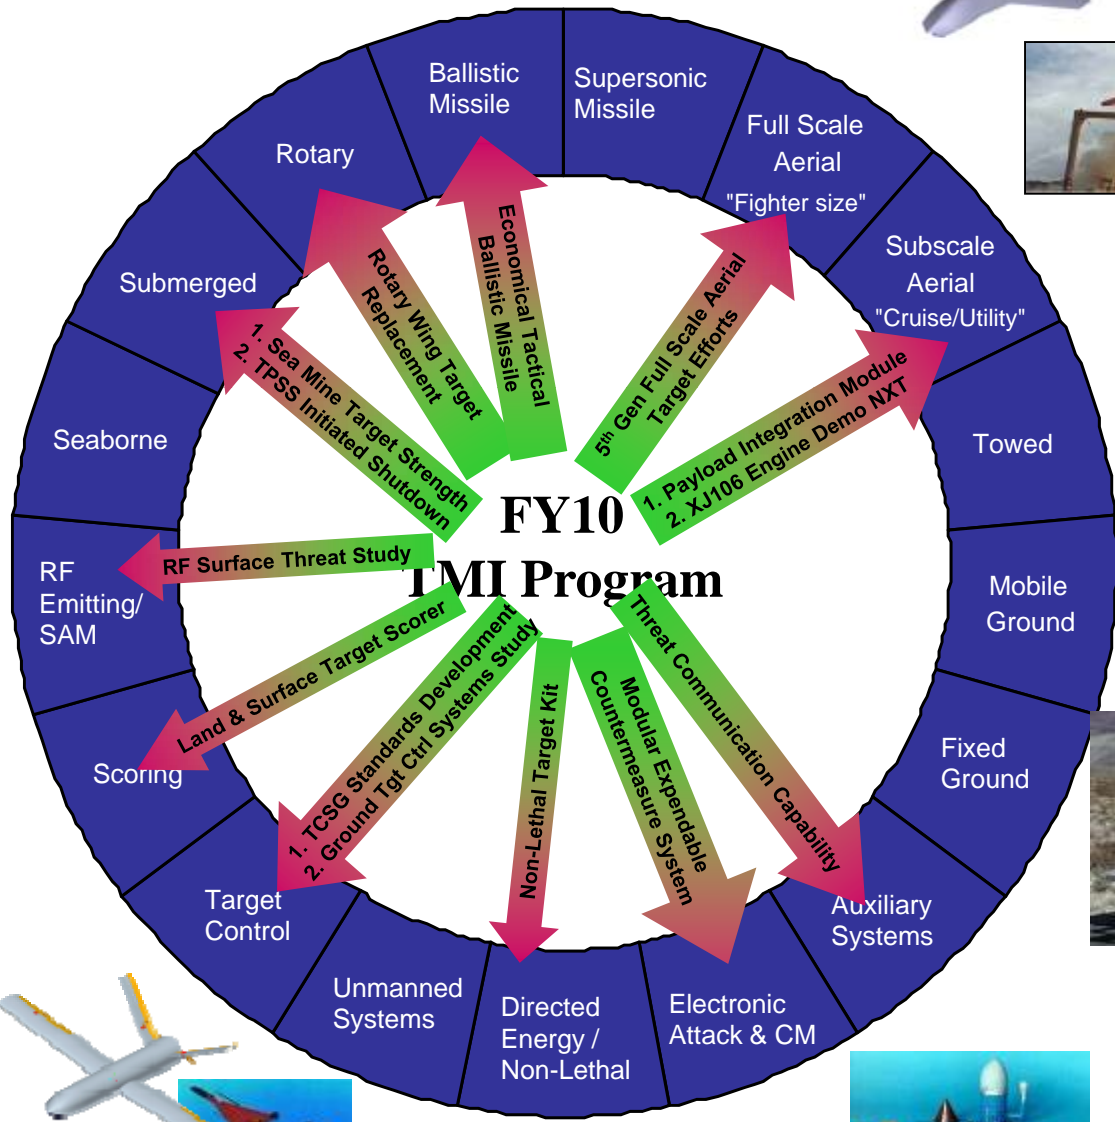 FY10
TMI Program
Ballistic
Missile
Supersonic
Missile
Full Scale
Aerial
"Fighter size"
Subscale
Aerial
"Cruise/Utility"
Towed
Mobile
Ground
Fixed
Ground
Auxiliary
Systems
Electronic
Attack & CM
Directed
Energy /
Non-Lethal
Unmanned
Systems
Target
Control
Scoring
RF
Emitting/
SAM
Seaborne
Submerged
Rotary
Economical Tactical
Ballistic Missile
5th Gen Full Scale Aerial
Target Efforts
1. Payload Integration Module
2. XJ106 Engine Demo NXT
Threat Communication Capability
Modular Expendable
Countermeasure System
Non-Lethal Target Kit
1. TCSG Standards Development
2. Ground Tgt Ctrl Systems Study
Land & Surface Target Scorer
RF Surface Threat Study
1. Sea Mine Target Strength
2. TPSS Initiated Shutdown
Rotary Wing Target
Replacement